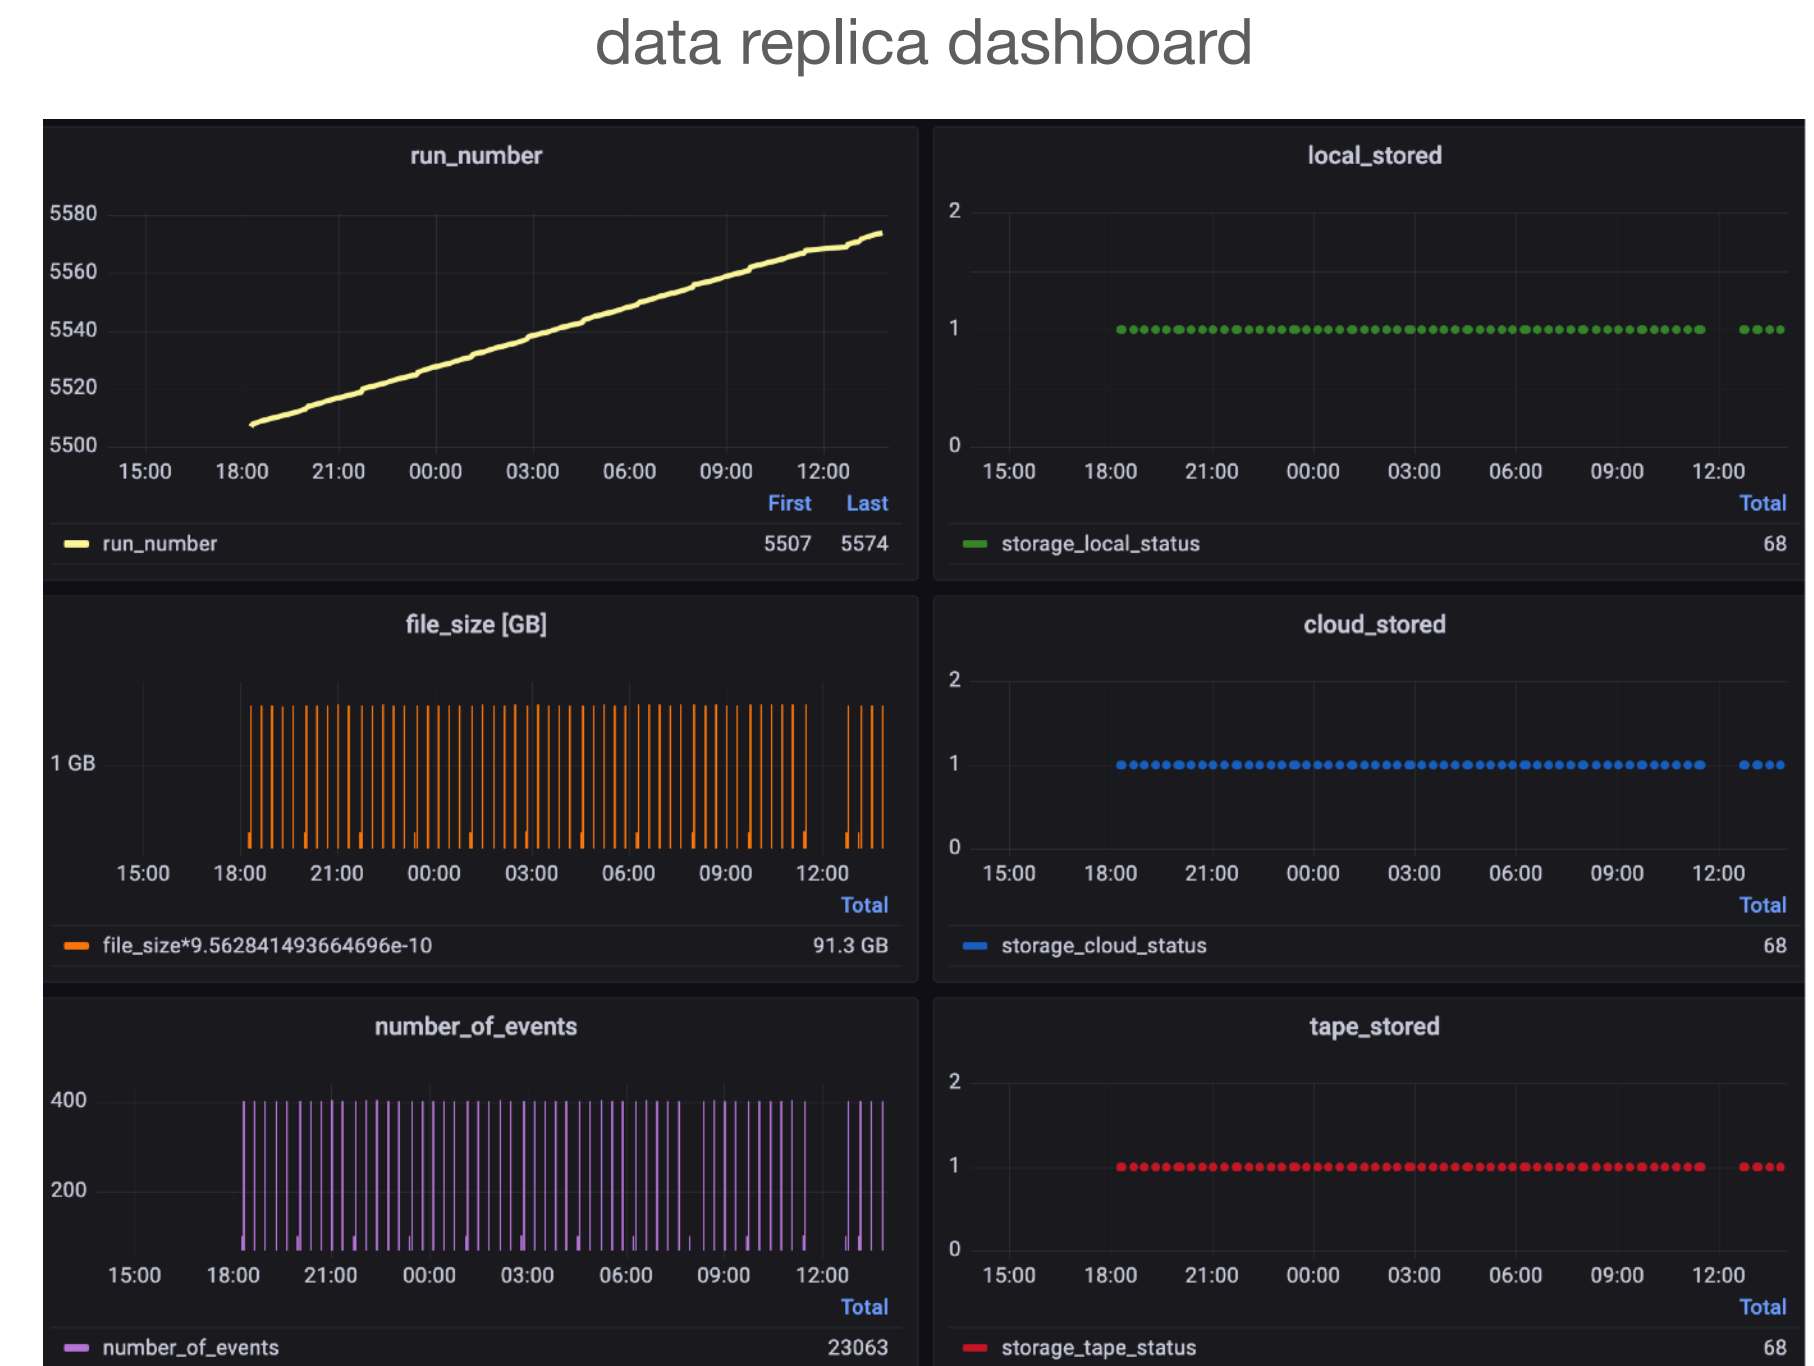 data replica dashboard
run_number
5580
5560
5540
5520
5500
15:00 18:00 21:00 00:00 03:00 06:00 09:00 12:00
First Last
run_number 5507 5574
local_stored
2
1
0
15:00 18:00 21:00 00:00 03:00 06:00 09:00 12:00
Total
storage_local_status 68
file_size [GB]
1 GB
15:00 18:00 21:00 00:00 03:00 06:00 09:00 12:00
Total
file_size*9.562841493664696e-10 91.3 GB
cloud_stored
2
1
0
15:00 18:00 21:00 00:00 03:00 06:00 09:00 12:00
Total
storage_cloud_status 68
number_of_events
400
200
15:00 18:00 21:00 00:00 03:00 06:00 09:00 12:00
Total
number_of_events 23063
tape_stored
2
1
0
15:00 18:00 21:00 00:00 03:00 06:00 09:00 12:00
Total
storage_tape_status 68